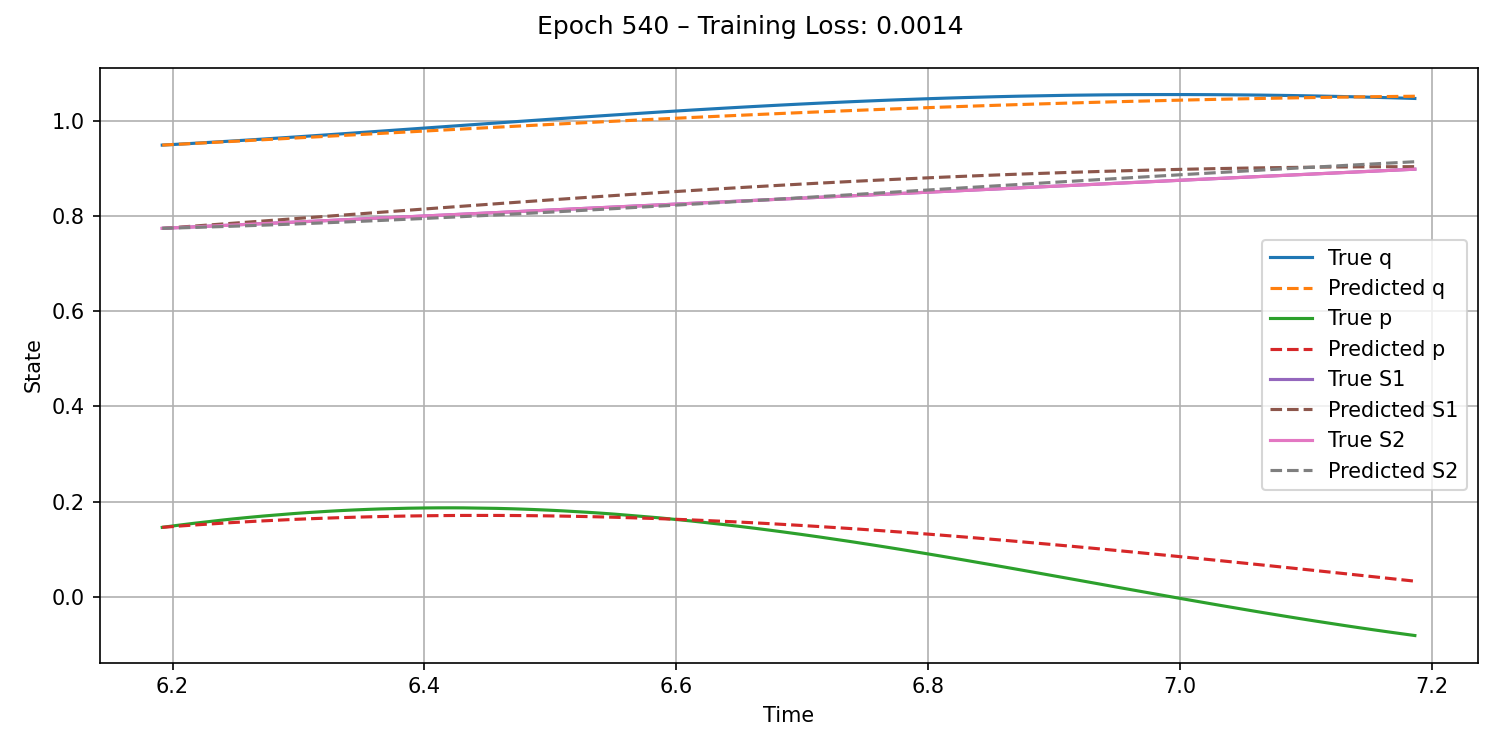 Epoch 540 – Training Loss: 0.0014
1.0
0.8
0.6
0.4
0.2
0.0
State
True q
Predicted q
True p
Predicted p
True S1
Predicted S1
True S2
Predicted S2
6.2 6.4 6.6 6.8 7.0 7.2
Time